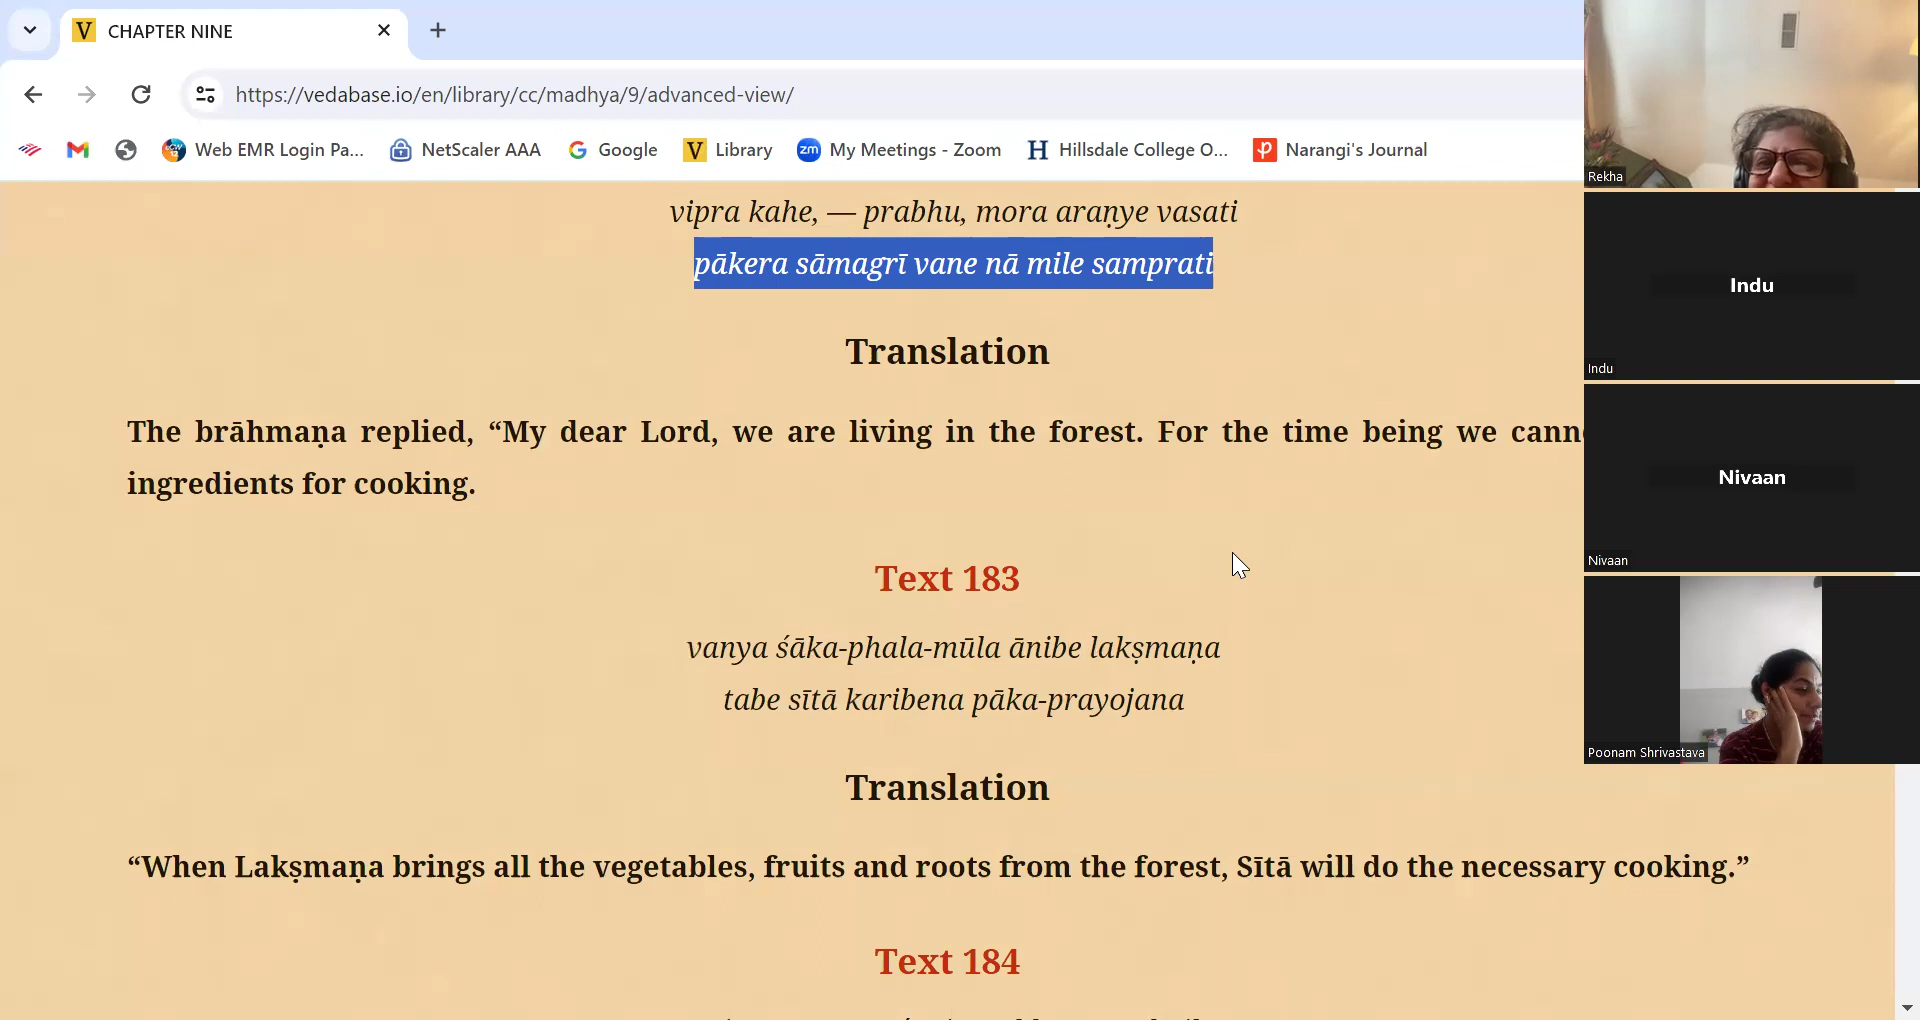 CHAPTER NINE
https://vedabase.io/en/library/cc/madhya/9/advanced-view/
Web EMR Login Pa... NetScaler AAA Google Library My Meetings - Zoom Hillsdale College O... Narangi's Journal
vipra kahe, — prabhu, mora araṇye vasati
pākera sāmagrī vane nā mile samprati
Translation
The brāhmaṇa replied, “My dear Lord, we are living in the forest. For the time being we
ingredients for cooking.
Text 183
vanya śāka-phala-mūla ānibe lakṣmaṇa
tabe sītā karibena pāka-prayojana
Translation
“When Lakṣmaṇa brings all the vegetables, fruits and roots from the forest, Sītā will do the necessary cooking.”
Text 184
Rekha
Indu
Indu
Nivaan
Nivaan
Poonam Shrivastava